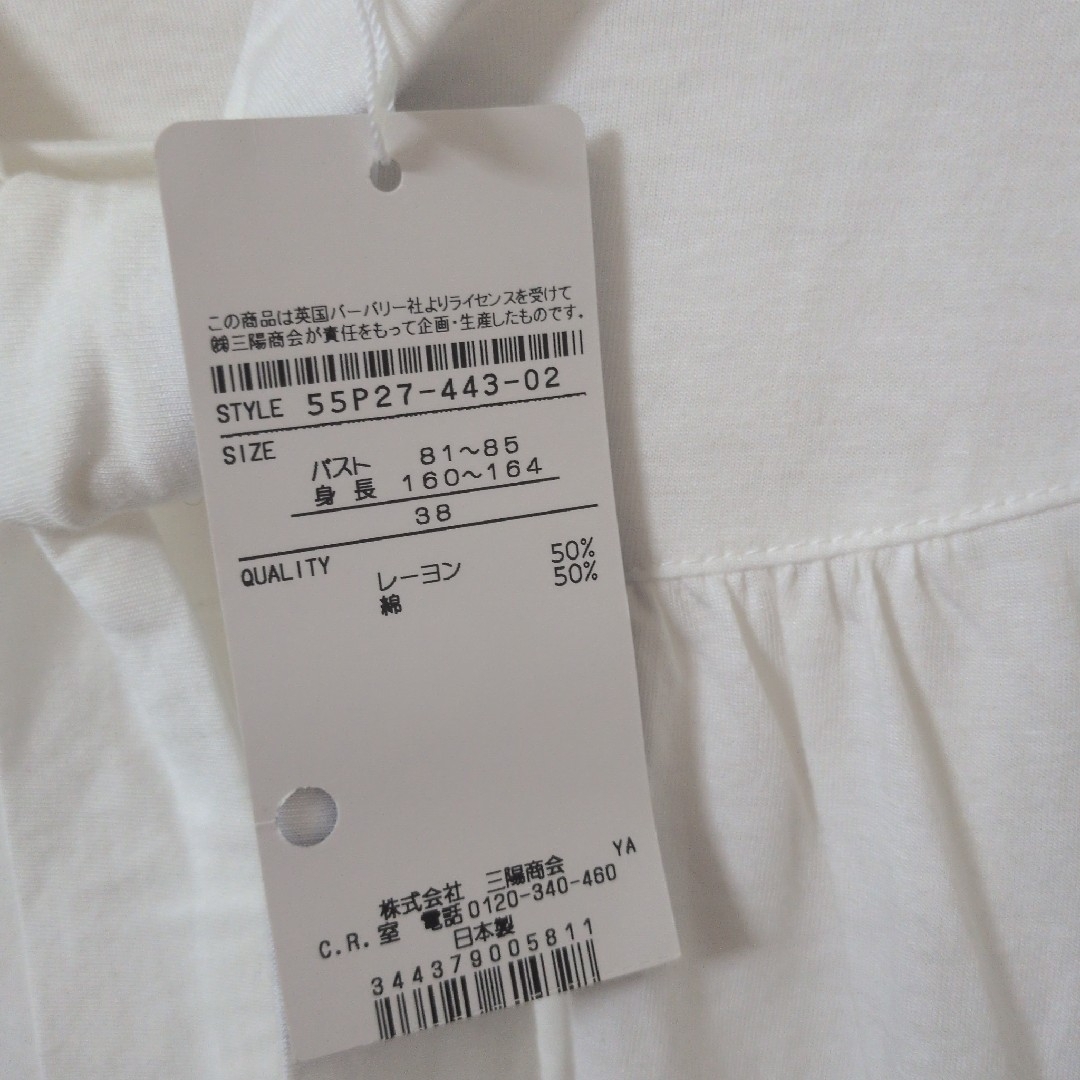 この商品は英国バーバリー社よりライセンスを受けて
㈱三陽商会が責任をもって企画・生産したものです。
STYLE 55P27-443-02
SIZE
バスト 81～85
身長 160～164
38
QUALITY
レーヨン 50%
綿 50%
YA
株式会社 三陽商会
C.R.室 電話0120-340-460
日本製
344379005811